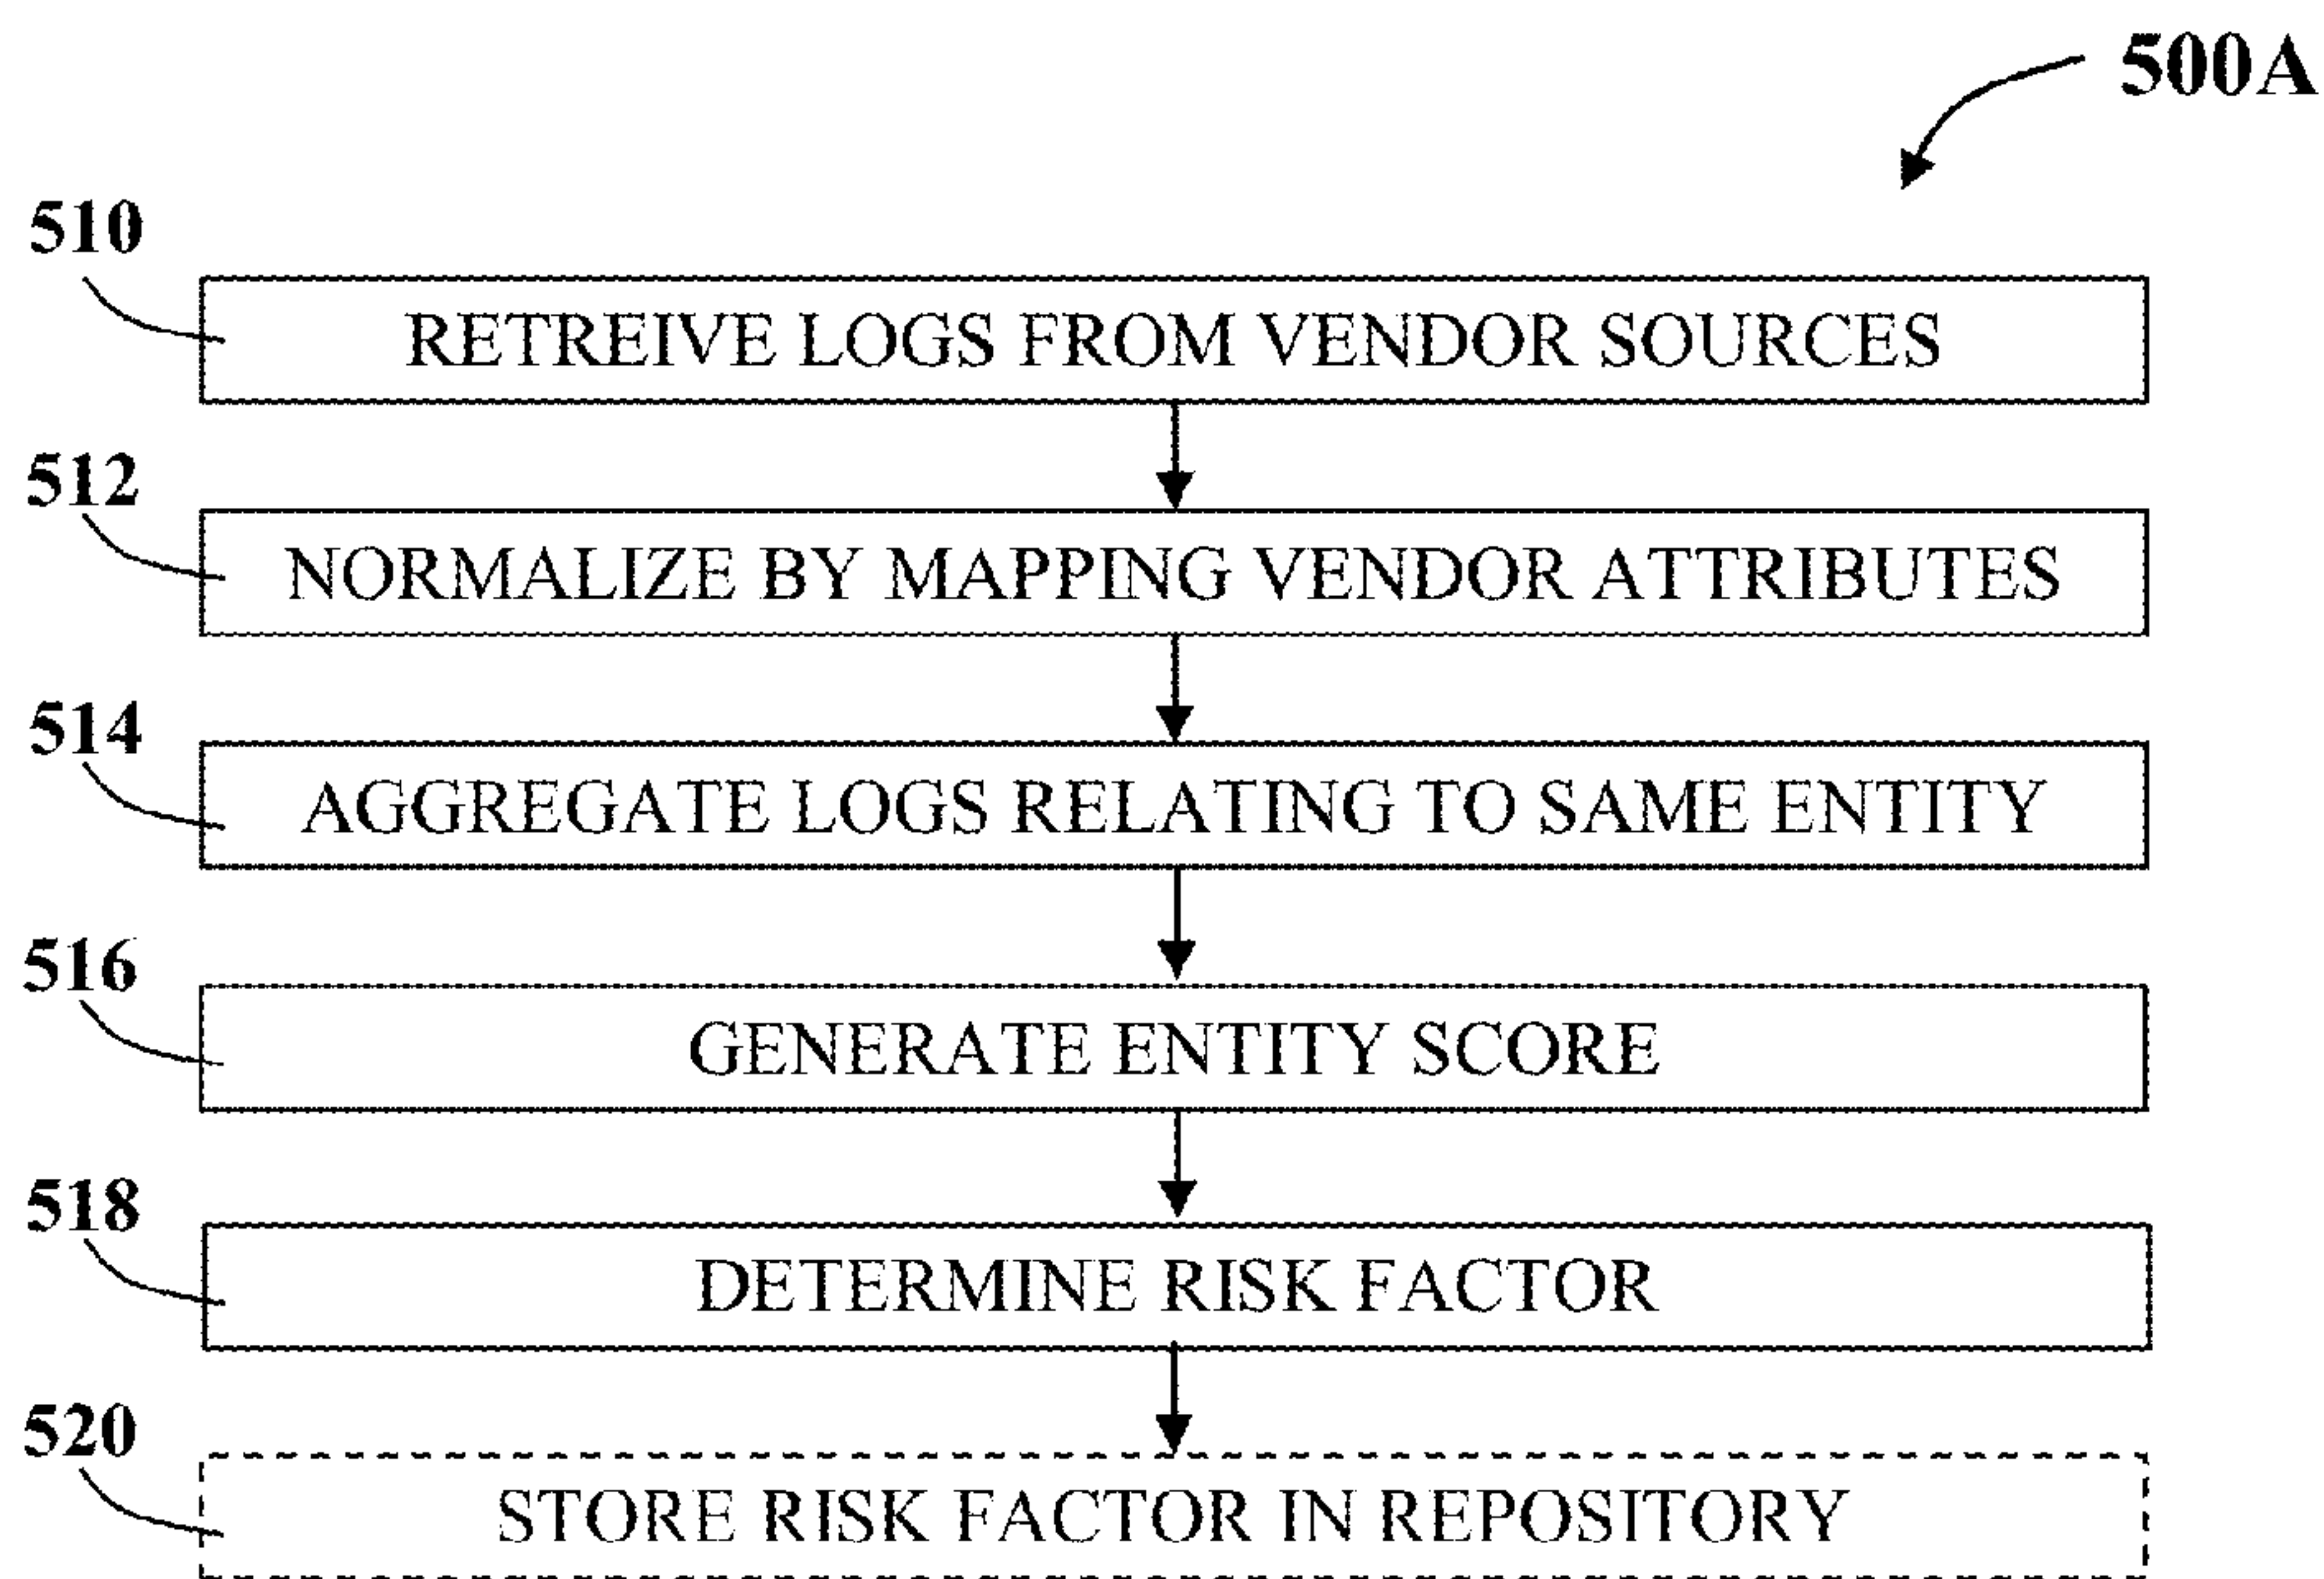 500A
510
RETREIVE LOGS FROM VENDOR SOURCES
512
NORMALIZE BY MAPPING VENDOR ATTRIBUTES
514
AGGREGATE LOGS RELATING TO SAME ENTITY
516
GENERATE ENTITY SCORE
518
DETERMINE RISK FACTOR
520
STORE RISK FACTOR IN REPOSITORY